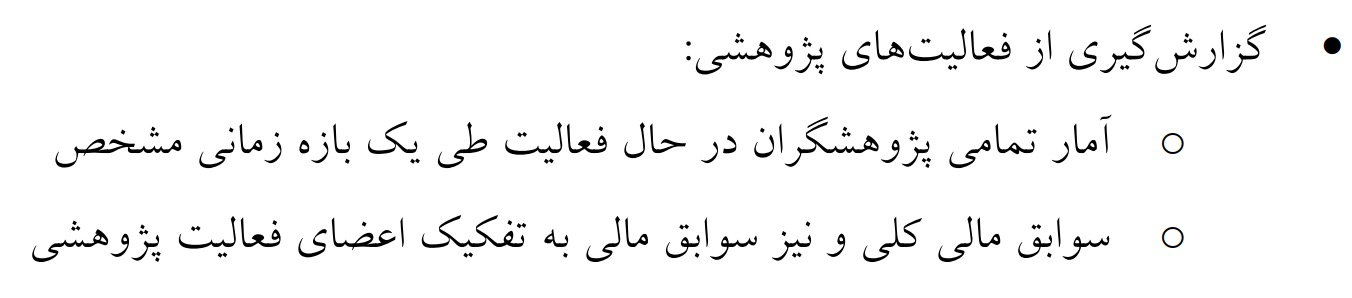 • گزارش‌گیری از فعالیت‌های پژوهشی:
○ آمار تمامی پژوهشگران در حال فعالیت طی یک بازه زمانی مشخص
○ سوابق مالی کلی و نیز سوابق مالی به تفکیک اعضای فعالیت پژوهشی